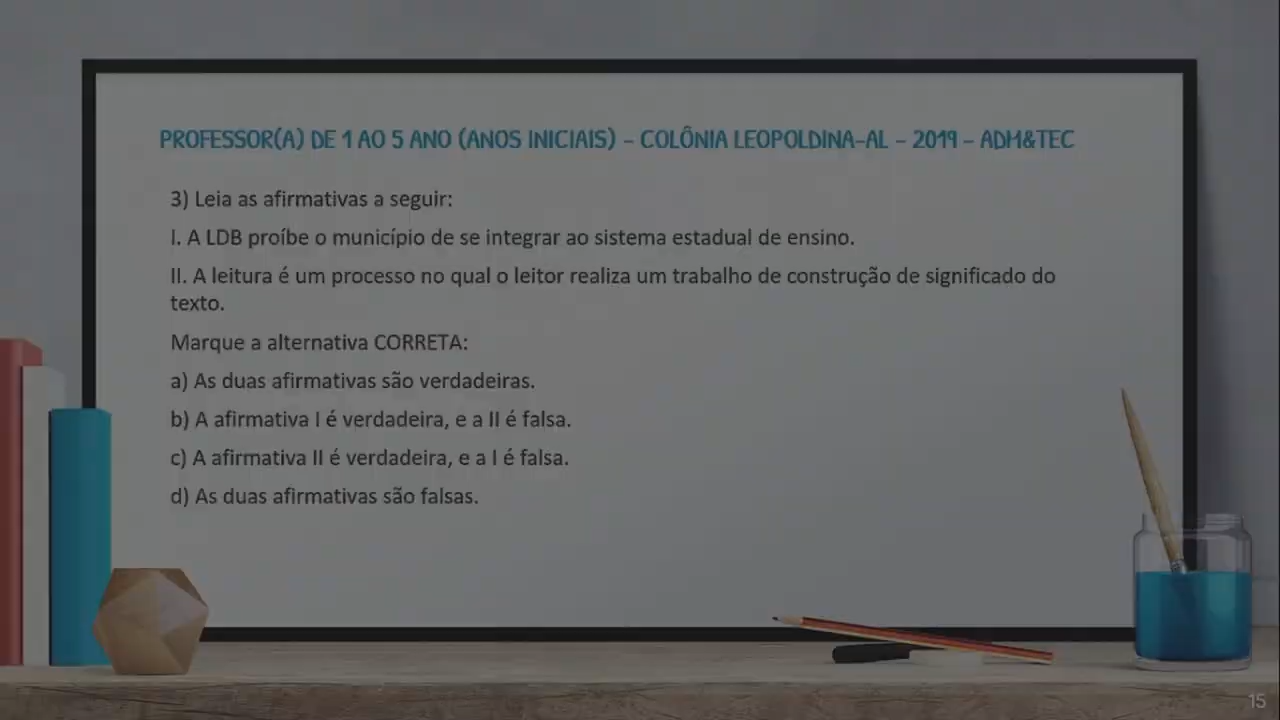 PROFESSOR(A) DE 1 AO 5 ANO (ANOS INICIAIS) – COLÔNIA LEOPOLDINA-AL – 2019 – ADM&TEC
3) Leia as afirmativas a seguir:
I. A LDB proíbe o município de se integrar ao sistema estadual de ensino.
II. A leitura é um processo no qual o leitor realiza um trabalho de construção de significado do
texto.
Marque a alternativa CORRETA:
a) As duas afirmativas são verdadeiras.
b) A afirmativa I é verdadeira, e a II é falsa.
c) A afirmativa II é verdadeira, e a I é falsa.
d) As duas afirmativas são falsas.
15